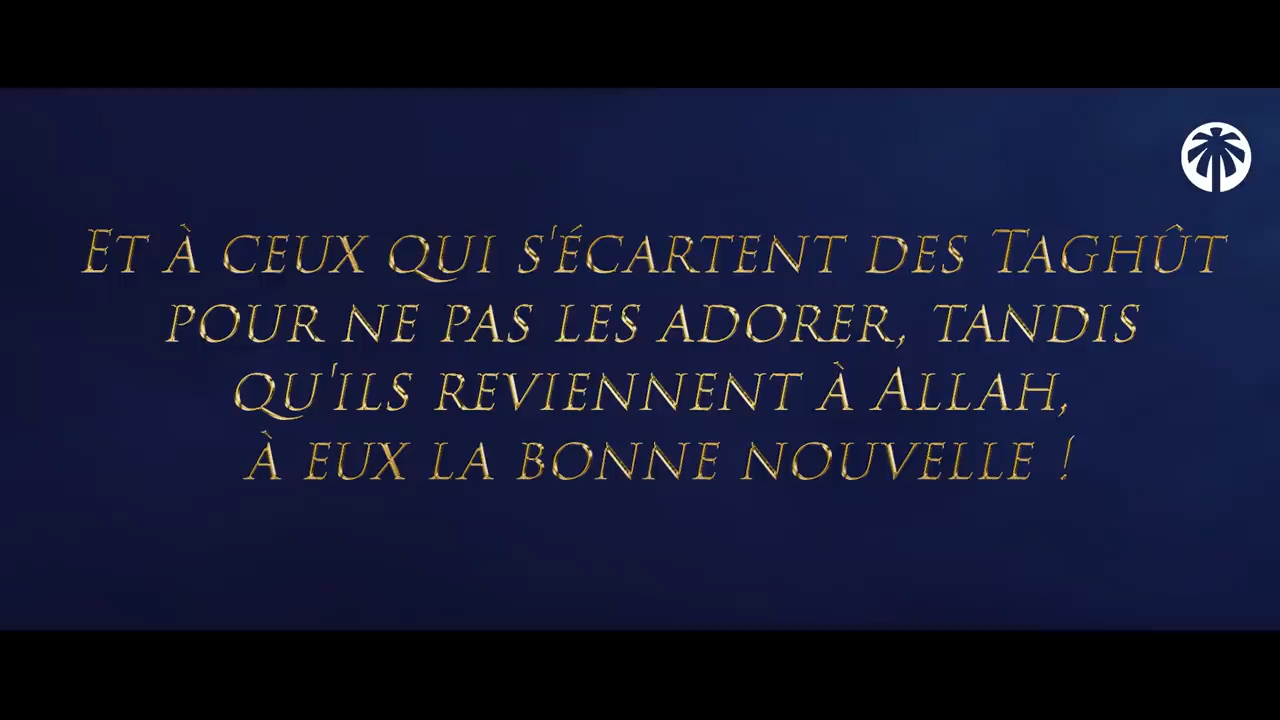 Et à ceux qui s'écartent des Taghût
pour ne pas les adorer, tandis
qu'ils reviennent à Allah,
à eux la bonne nouvelle !